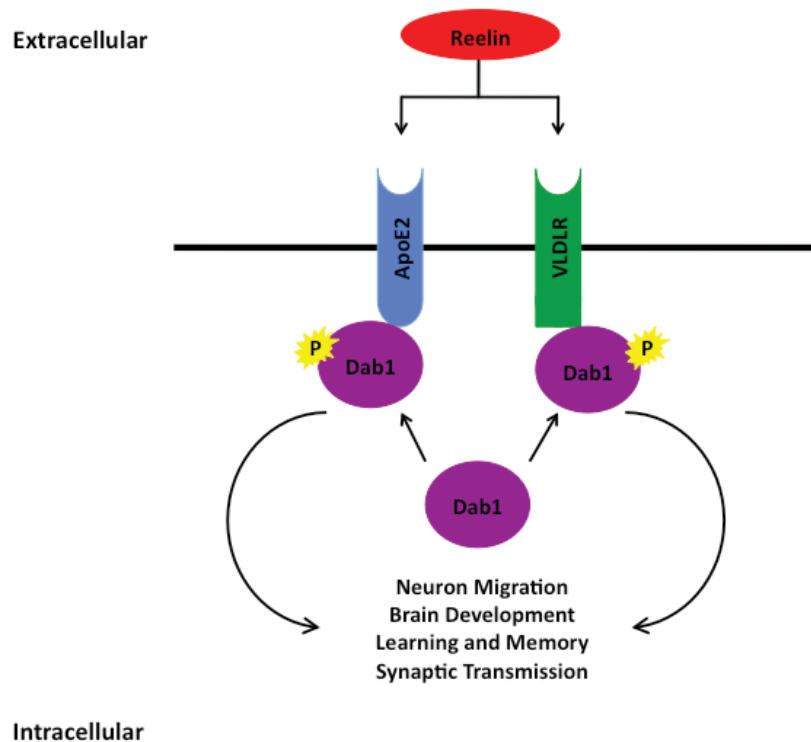 Extracellular
Reelin
ApoE2
VLDLR
P
Dab1
Dab1
P
Dab1
Neuron Migration
Brain Development
Learning and Memory
Synaptic Transmission
Intracellular